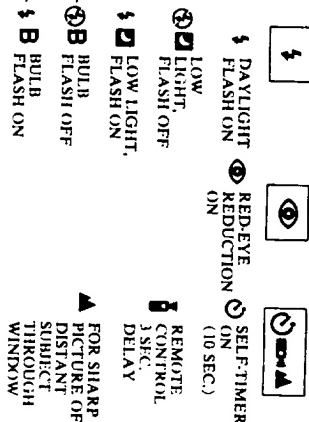 DAYLIGHT
FLASH ON
LOW
LIGHT,
FLASH OFF
LOW LIGHT,
FLASH ON
B BULB
FLASH OFF
B BULB
FLASH ON
RED-EYE
REDUCTION
ON
SELF-TIMER
ON
(10 SEC.)
REMOTE
CONTROL
3 SEC.
DELAY
FOR SHARP
PICTURE OF
DISTANT
SUBJECT
THROUGH
WINDOW